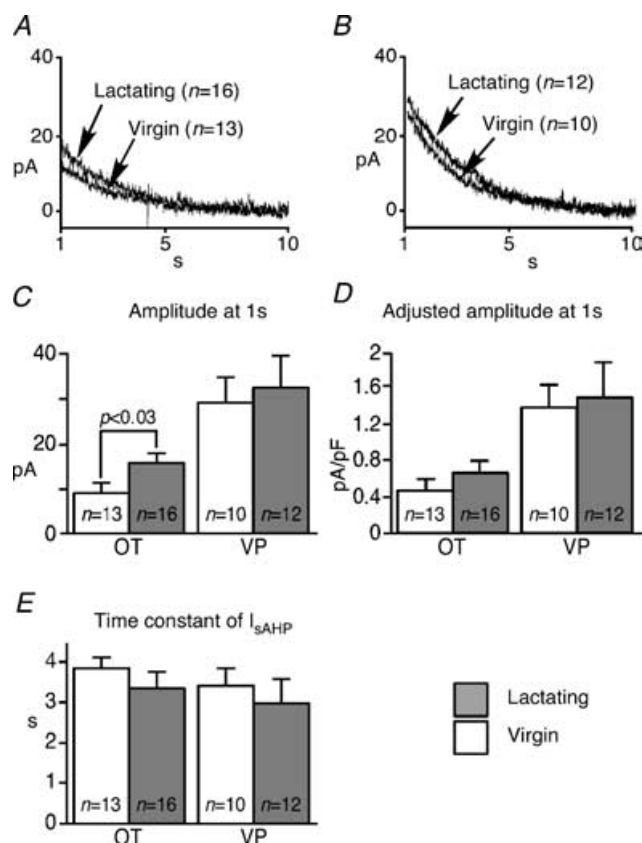 A
B
40
20
pA
0
Lactating (n=16)
Virgin (n=13)
1
5
10
s
40
20
pA
0
Lactating (n=12)
Virgin (n=10)
1
5
10
s
C
Amplitude at 1s
40
20
pA
0
p<0.03
n=13
n=16
n=10
n=12
OT
VP
D
Adjusted amplitude at 1s
2
1.6
1.2
0.4
0
pA/pF
n=13
n=16
n=10
n=12
OT
VP
E
Time constant of IsAHP
4
3
s
2
1
0
n=13
n=16
n=10
n=12
OT
VP
Lactating
Virgin